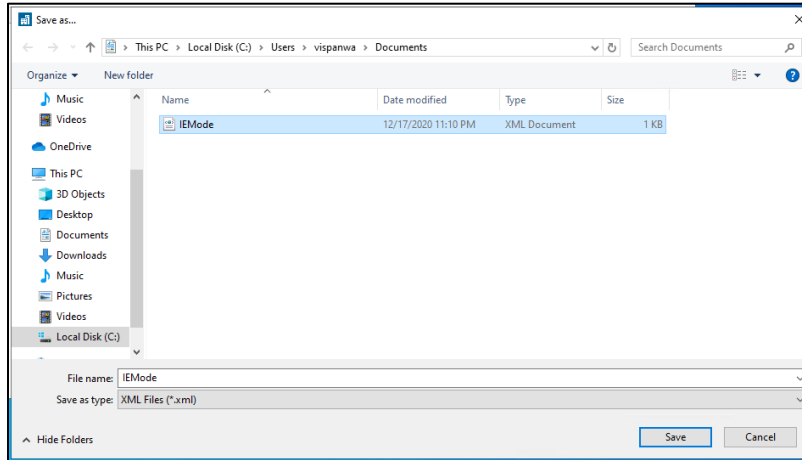 Save as...
This PC > Local Disk (C:) > Users > vispanwa > Documents
Search Documents
Organize
New folder
Name Date modified Type Size
IEMode 12/17/2020 11:10 PM XML Document 1 KB
Music
Videos
OneDrive
This PC
3D Objects
Desktop
Documents
Downloads
Music
Pictures
Videos
Local Disk (C:)
File name: IEMode
Save as type: XML Files (*.xml)
Hide Folders
Save
Cancel